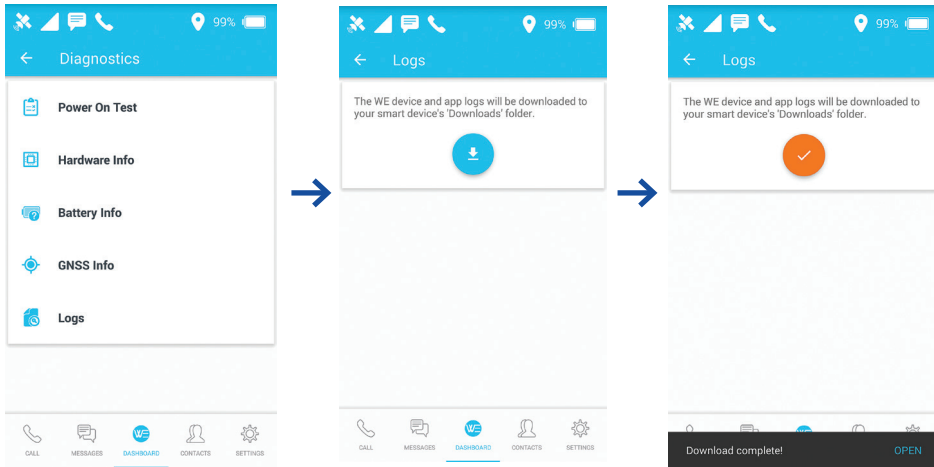 99%
Diagnostics
Power On Test
Hardware Info
Battery Info
GNSS Info
Logs
CALL MESSAGES WE DASHBOARD CONTACTS SETTINGS
99%
Logs
The WE device and app logs will be downloaded to
your smart device's 'Downloads' folder.
CALL MESSAGES WE DASHBOARD CONTACTS SETTINGS
99%
Logs
The WE device and app logs will be downloaded to
your smart device's 'Downloads' folder.
Download complete! OPEN